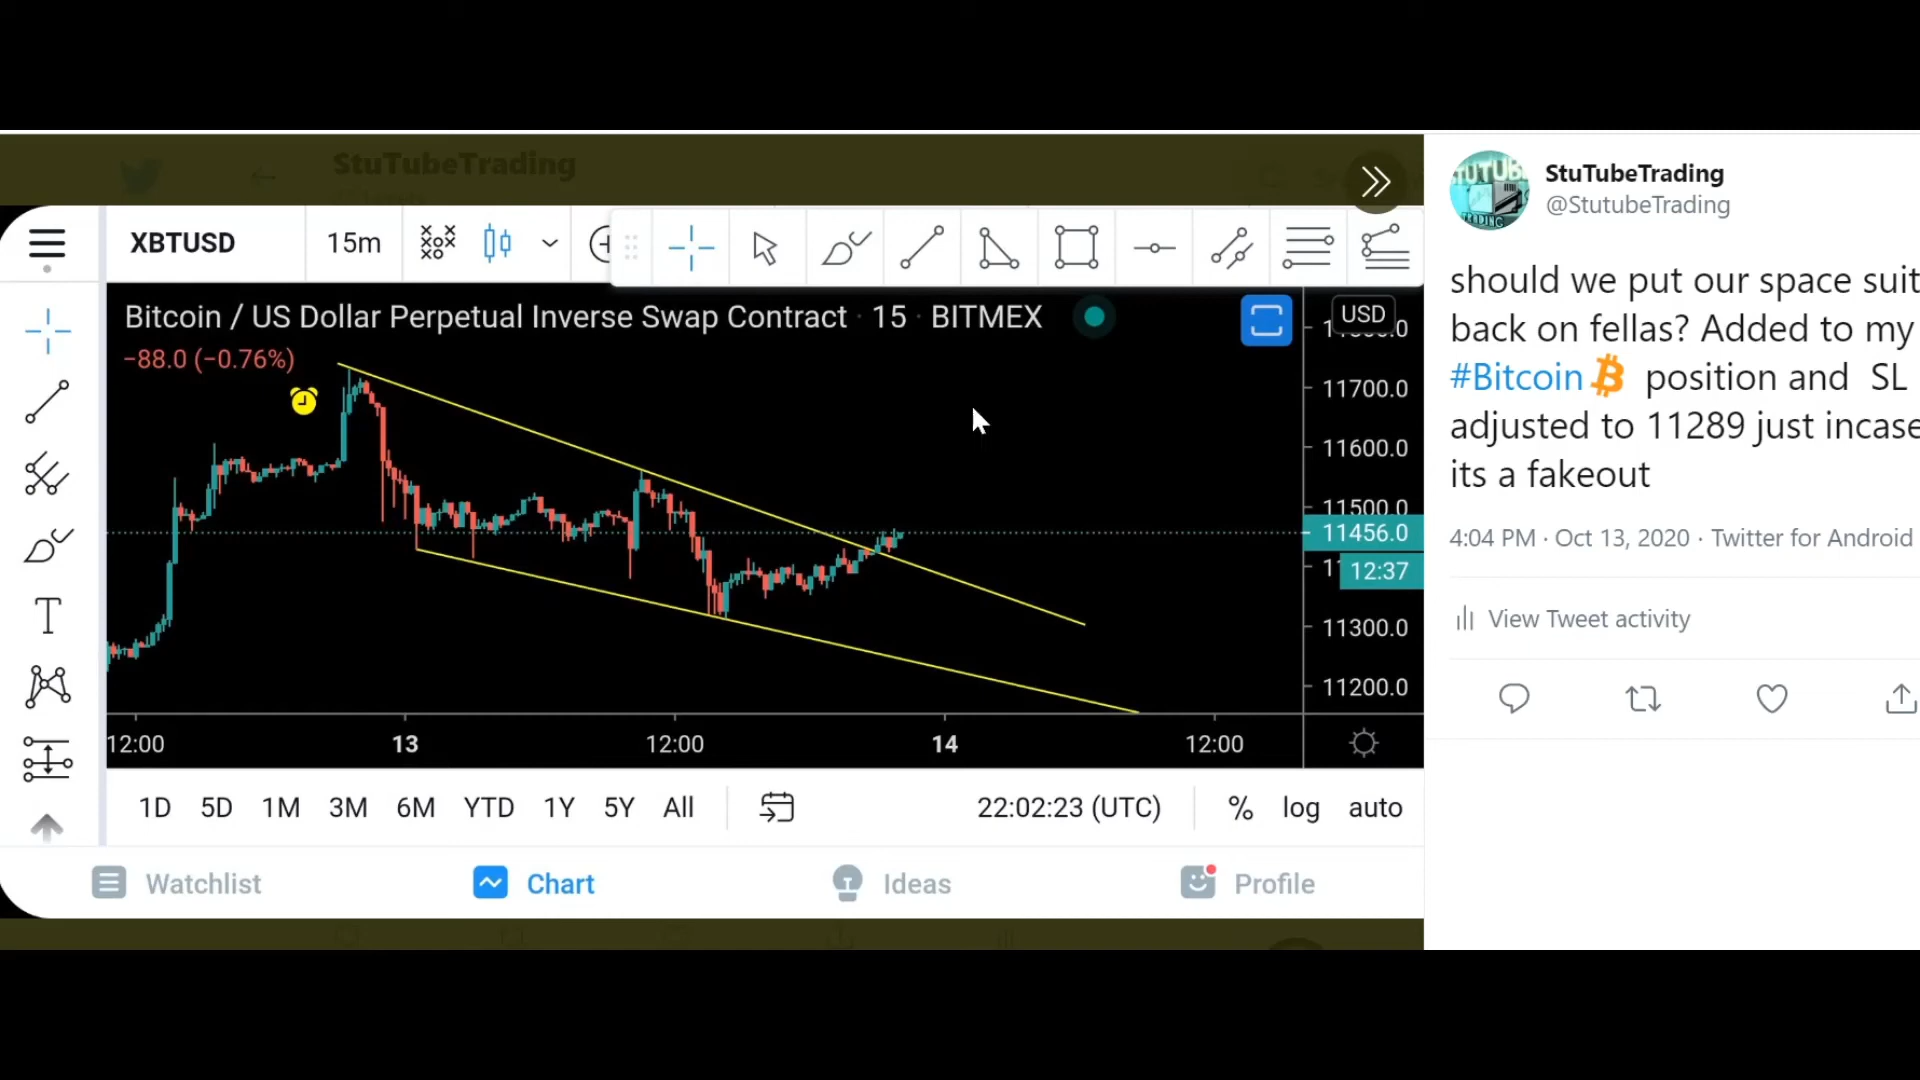 StuTubeTrading
XBTUSD
15m
Bitcoin / US Dollar Perpetual Inverse Swap Contract · 15 · BITMEX
−88.0 (−0.76%)
USD
11700.0
11600.0
11500.0
11456.0
12:37
11300.0
11200.0
12:00
13
12:00
14
12:00
1D 5D 1M 3M 6M YTD 1Y 5Y All
22:02:23 (UTC)
% log auto
Watchlist
Chart
Ideas
Profile
StuTubeTrading
@StutubeTrading
should we put our space suit
back on fellas? Added to my
#Bitcoin position and SL
adjusted to 11289 just incase
its a fakeout
4:04 PM · Oct 13, 2020 · Twitter for Android
View Tweet activity